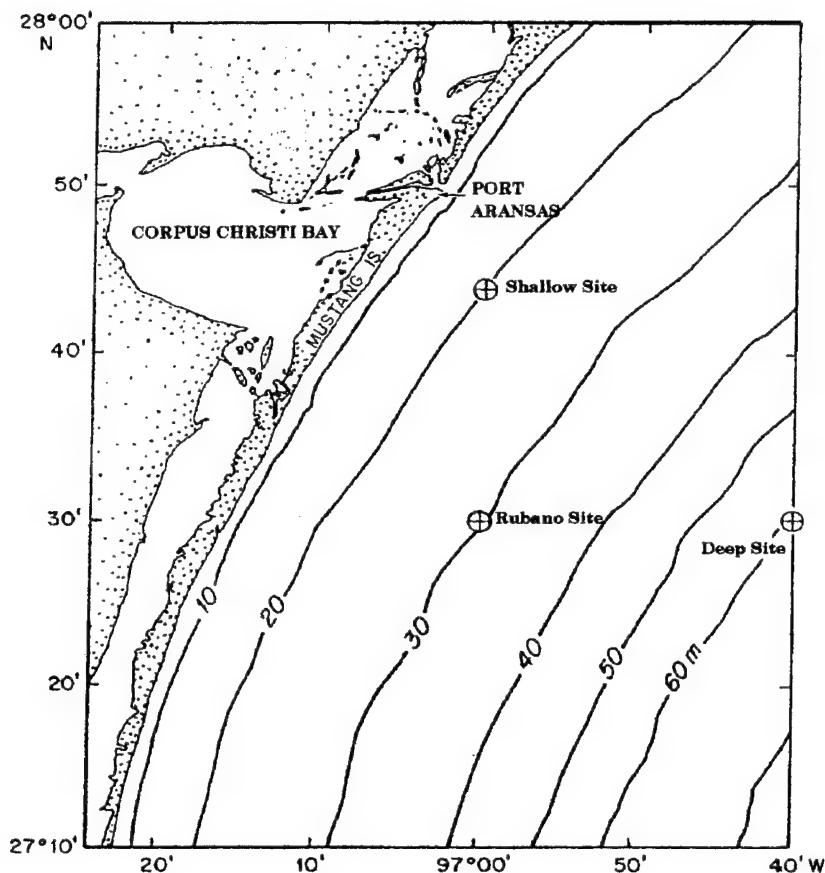 28°00'
N
50'
PORT
ARANSAS
CORPUS CHRISTI BAY
MUSTANG IS.
Shallow Site
40'
30'
Rubano Site
Deep Site
10
20
30
40
50
60 m
20'
27°10'
20'
10'
97°00'
50'
40' W